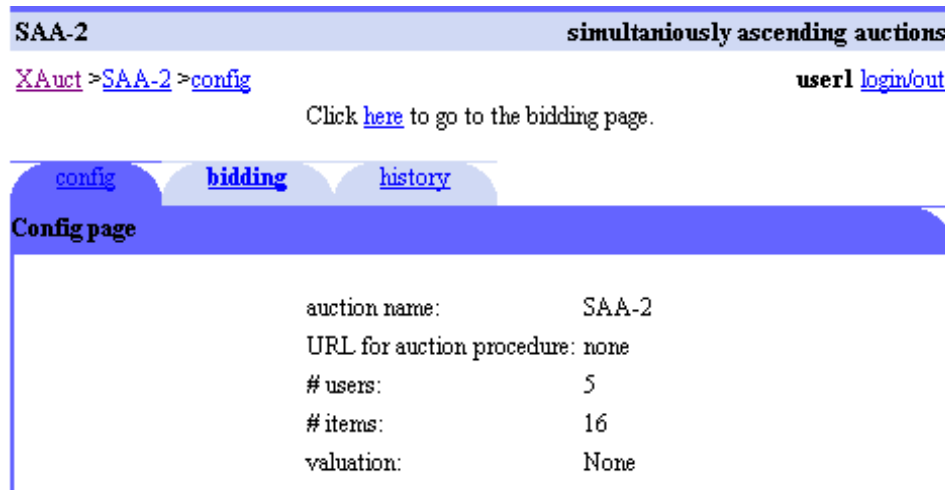 SAA-2 simultaniously ascending auctions
XAuct >SAA-2 >config user1 login/out
Click here to go to the bidding page.
config bidding history
Config page
auction name: SAA-2
URL for auction procedure: none
# users: 5
# items: 16
valuation: None